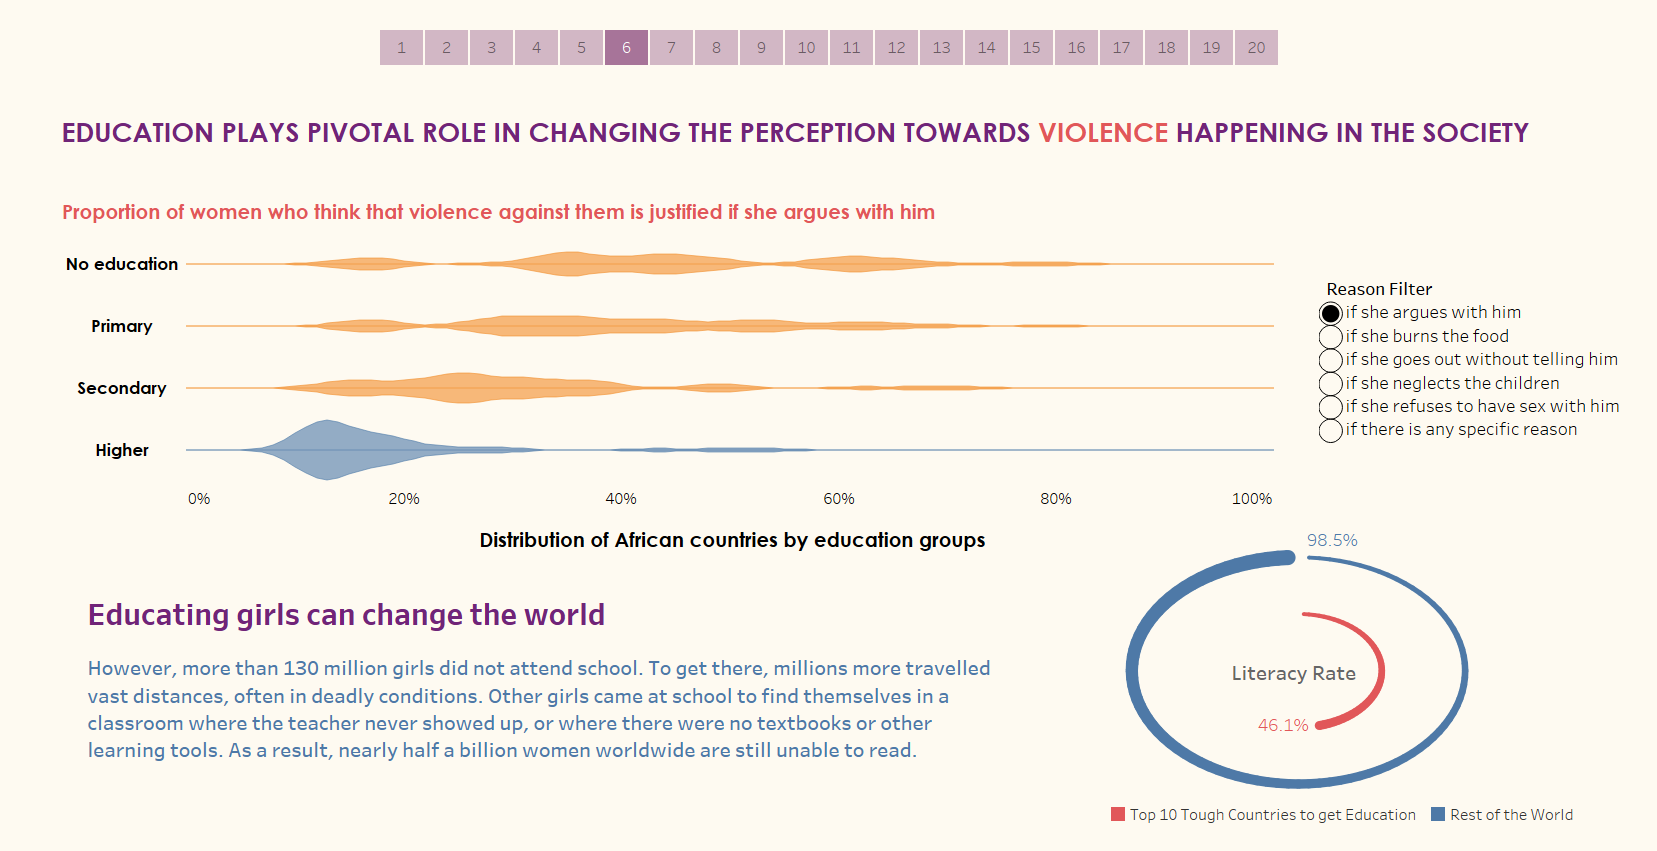 1 2 3 4 5 6 7 8 9 10 11 12 13 14 15 16 17 18 19 20
EDUCATION PLAYS PIVOTAL ROLE IN CHANGING THE PERCEPTION TOWARDS VIOLENCE HAPPENING IN THE SOCIETY
Proportion of women who think that violence against them is justified if she argues with him
No education
Primary
Secondary
Higher
0% 20% 40% 60% 80% 100%
Distribution of African countries by education groups
Reason Filter
if she argues with him
if she burns the food
if she goes out without telling him
if she neglects the children
if she refuses to have sex with him
if there is any specific reason
Educating girls can change the world
However, more than 130 million girls did not attend school. To get there, millions more travelled
vast distances, often in deadly conditions. Other girls came at school to find themselves in a
classroom where the teacher never showed up, or where there were no textbooks or other
learning tools. As a result, nearly half a billion women worldwide are still unable to read.
98.5%
Literacy Rate
46.1%
Top 10 Tough Countries to get Education Rest of the World